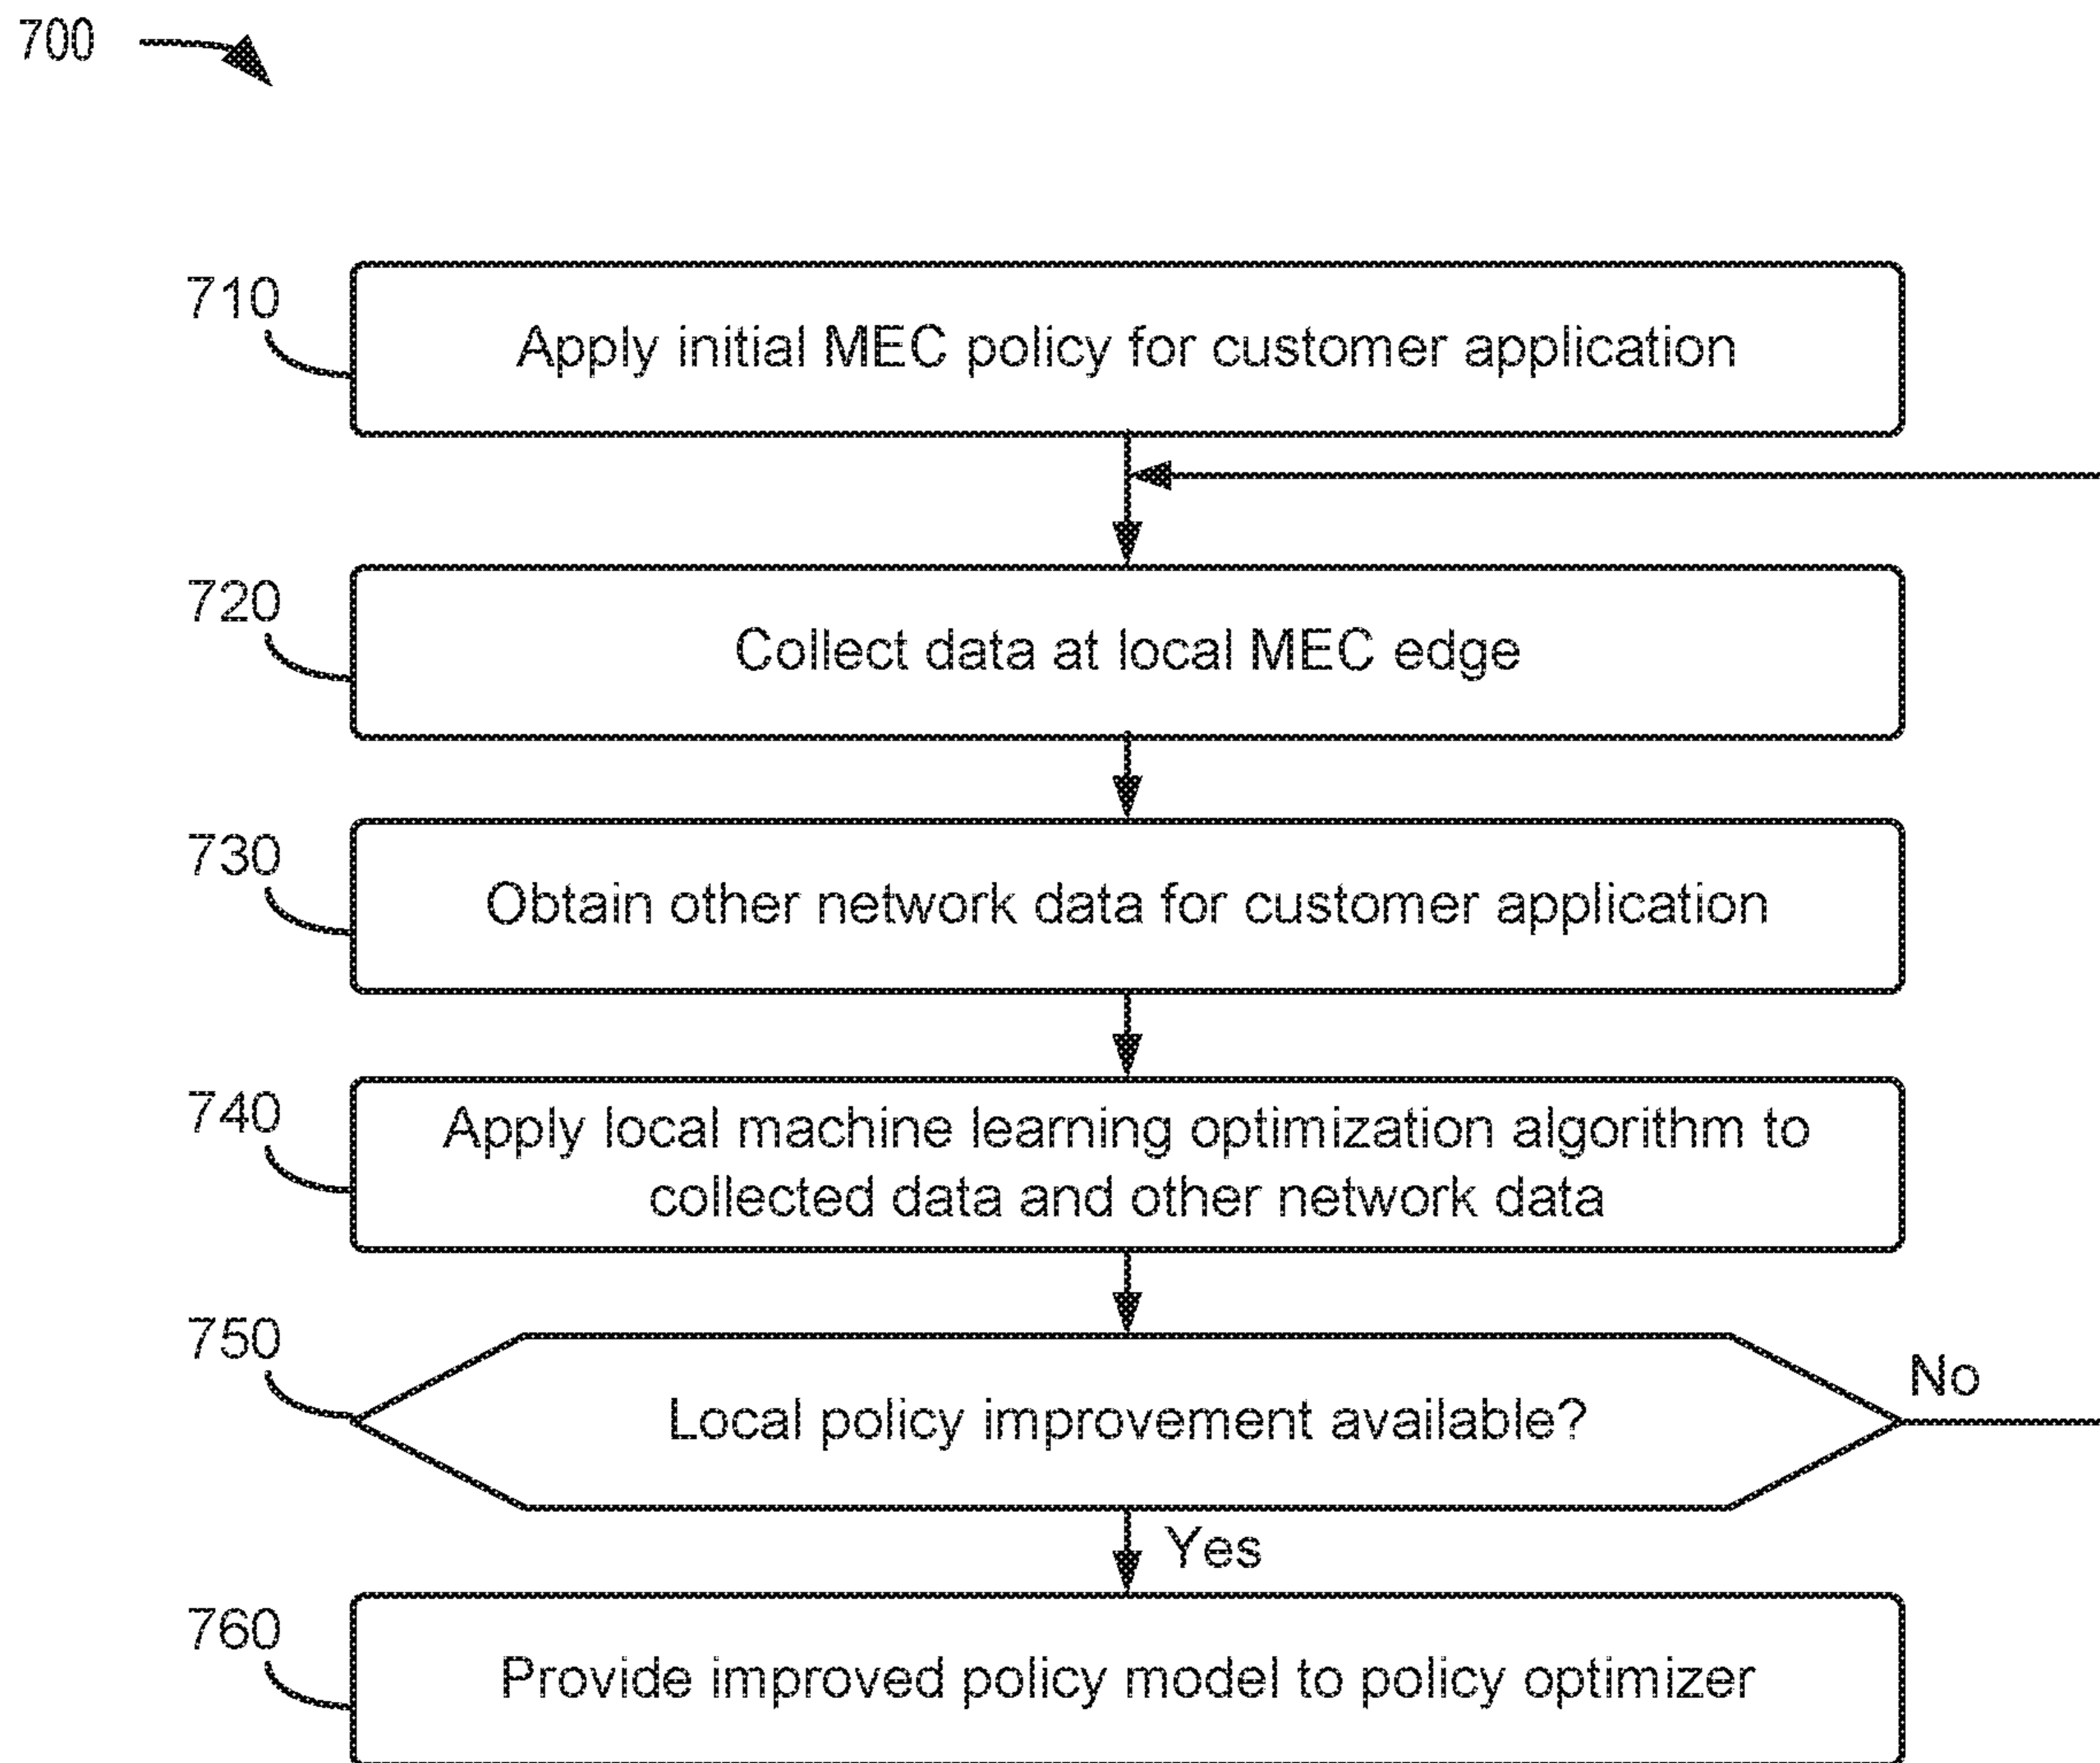 700
710
Apply initial MEC policy for customer application
720
Collect data at local MEC edge
730
Obtain other network data for customer application
740
Apply local machine learning optimization algorithm to
collected data and other network data
750
Local policy improvement available?
No
Yes
760
Provide improved policy model to policy optimizer